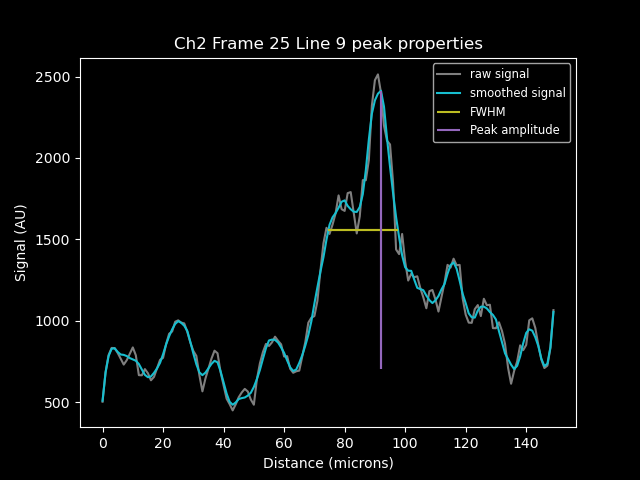 Ch2 Frame 25 Line 9 peak properties
raw signal
smoothed signal
FWHM
Peak amplitude
Signal (AU)
2500
2000
1500
1000
500
0 20 40 60 80 100 120 140
Distance (microns)